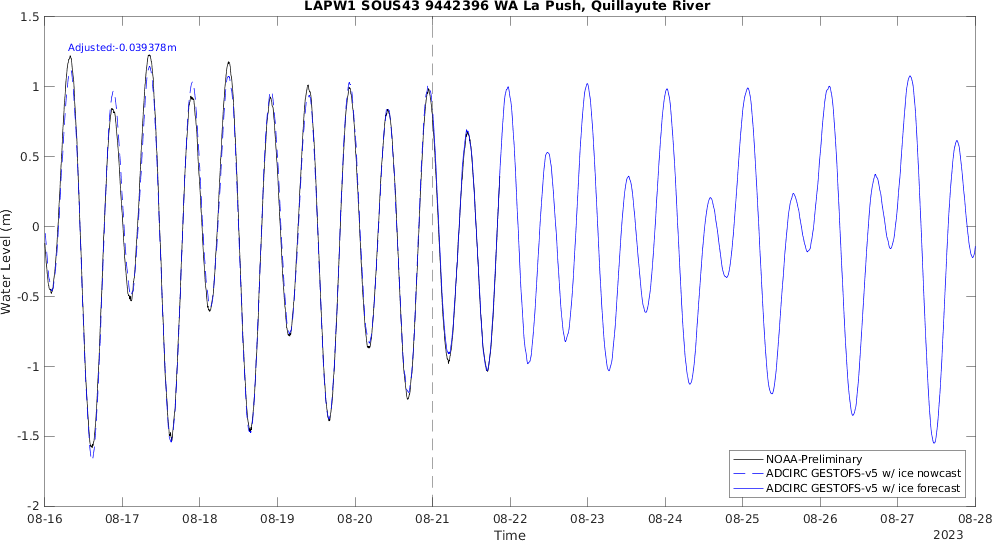 LAPW1 SOUS43 9442396 WA La Push, Quillayute River
Adjusted:-0.039378m
1.5
1
0.5
0
-0.5
-1
-1.5
-2
Water Level (m)
NOAA-Preliminary
ADCIRC GESTOFS-v5 w/ ice nowcast
ADCIRC GESTOFS-v5 w/ ice forecast
08-16 08-17 08-18 08-19 08-20 08-21 08-22 08-23 08-24 08-25 08-26 08-27 08-28
Time
2023